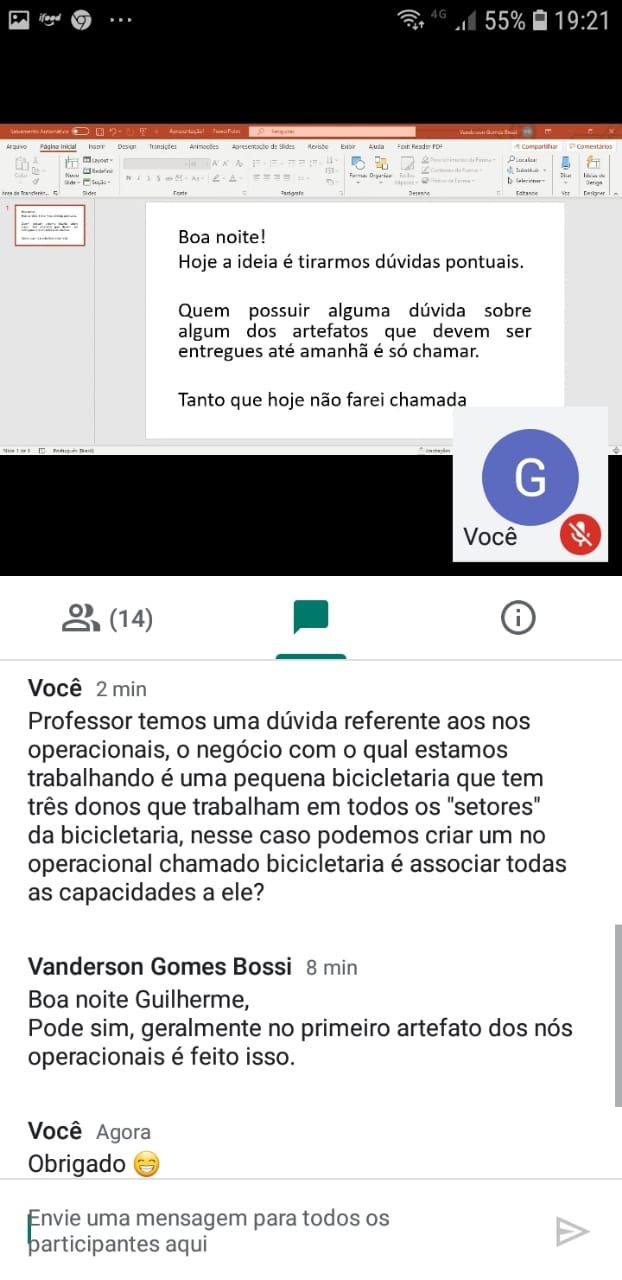 ifood 4G 55% 19:21
Salvamento Automático Apresentação1 PowerPoint Pesquisar Vanderson Gomes Bossi
Arquivo Página Inicial Inserir Design Transições Animações Apresentação de Slides Revisão Exibir Ajuda Foxit Reader PDF Compartilhar Comentários
Layout Localizar
Novo Redefinir Formas Organizar Substituir Ideias de
Slide Seção Selecionar Design
Slides Fonte Parágrafo Desenho Editando Voz Designer
1
Boa noite!
Hoje a ideia é tirarmos dúvidas pontuais.
Quem possuir alguma dúvida sobre
algum dos artefatos que devem ser
entregues até amanhã é só chamar.
Tanto que hoje não farei chamada
Slide 1 de 1 Português (Brasil)
G
Você
(14)
Você 2 min
Professor temos uma dúvida referente aos nos
operacionais, o negócio com o qual estamos
trabalhando é uma pequena bicicletaria que tem
três donos que trabalham em todos os "setores"
da bicicletaria, nesse caso podemos criar um no
operacional chamado bicicletaria é associar todas
as capacidades a ele?
Vanderson Gomes Bossi 8 min
Boa noite Guilherme,
Pode sim, geralmente no primeiro artefato dos nós
operacionais é feito isso.
Você Agora
Obrigado 😁
Envie uma mensagem para todos os
participantes aqui